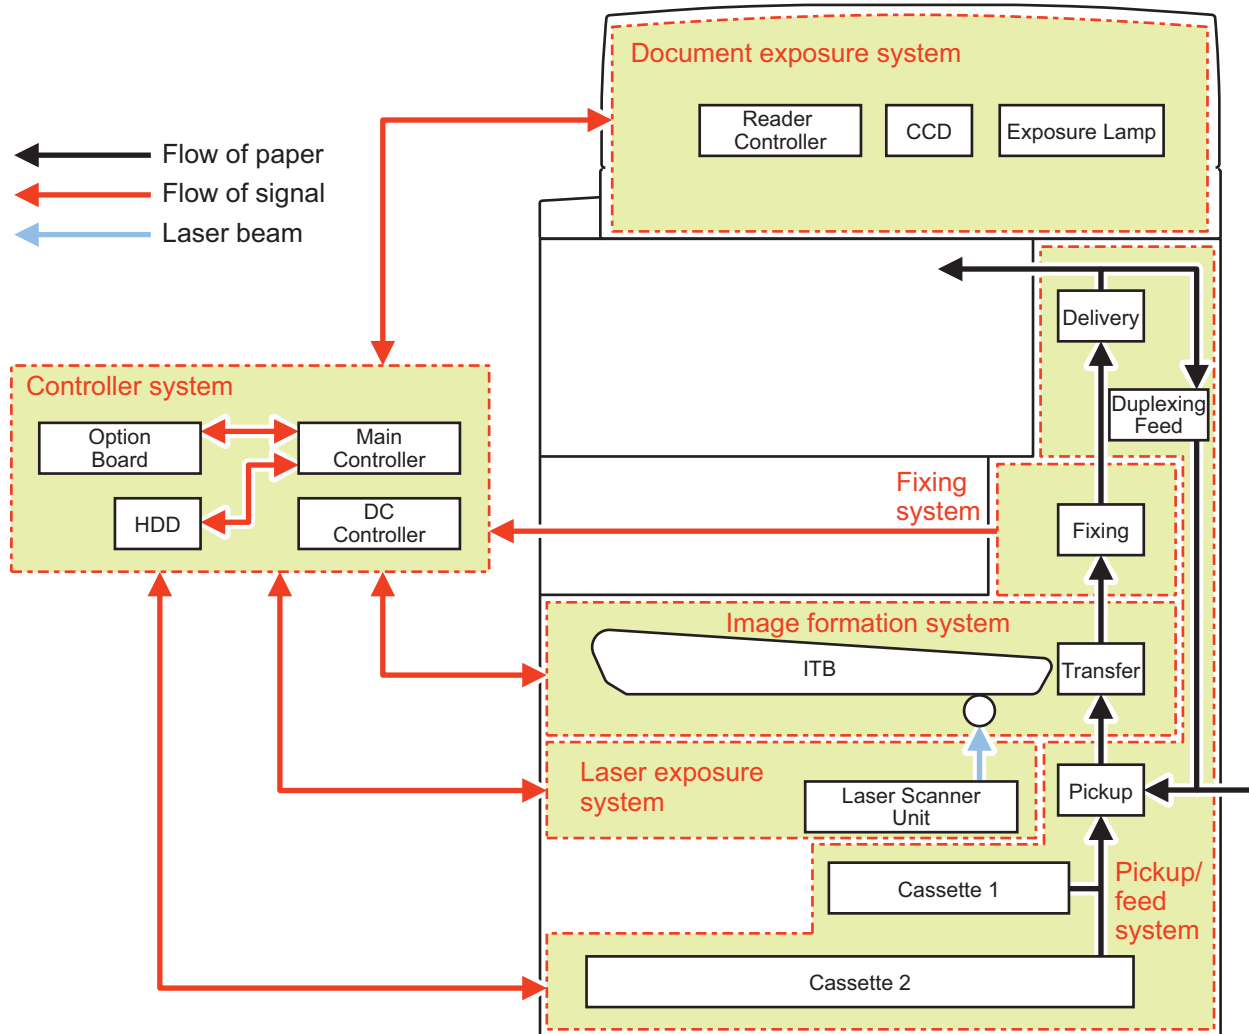 Document exposure system
Reader
Controller
CCD
Exposure Lamp
Flow of paper
Flow of signal
Laser beam
Delivery
Duplexing
Feed
Controller system
Option
Board
Main
Controller
HDD
DC
Controller
Fixing
system
Fixing
Image formation system
ITB
Transfer
Laser exposure
system
Laser Scanner
Unit
Pickup
Cassette 1
Pickup/
feed
system
Cassette 2